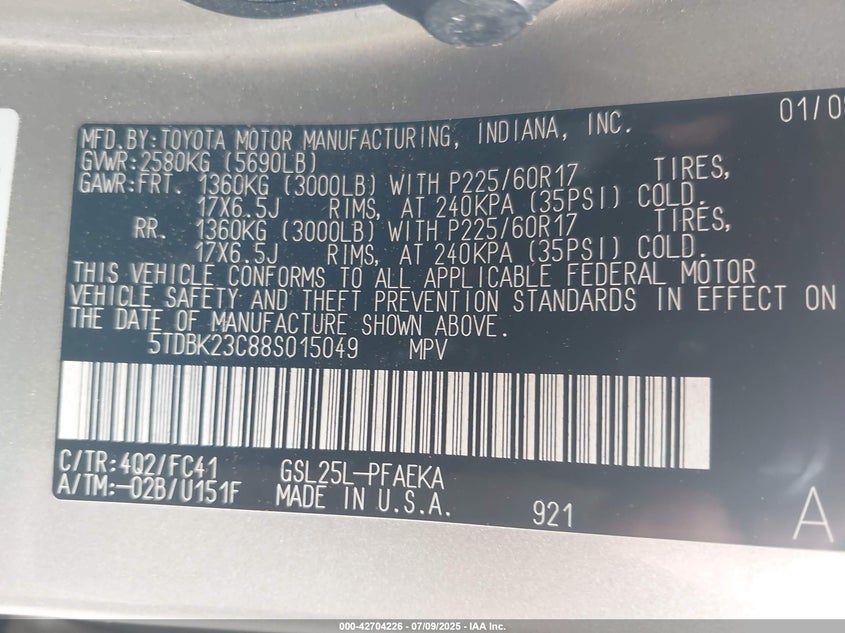 MFD.BY:TOYOTA MOTOR MANUFACTURING, INDIANA, INC. 01/0
GVWR:2580KG (5690LB)
GAWR:FRT. 1360KG (3000LB) WITH P225/60R17 TIRES,
17X6.5J RIMS, AT 240KPA (35PSI) COLD.
RR. 1360KG (3000LB) WITH P225/60R17 TIRES,
17X6.5J RIMS, AT 240KPA (35PSI) COLD.
THIS VEHICLE CONFORMS TO ALL APPLICABLE FEDERAL MOTOR
VEHICLE SAFETY AND THEFT PREVENTION STANDARDS IN EFFECT ON
THE DATE OF MANUFACTURE SHOWN ABOVE.
5TDBK23C88S015049 MPV
C/TR:4Q2/FC41 GSL25L-PFAEKA
A/TM:-02B/U151F MADE IN U.S.A.
921 A
000-42704226 | 07/09/2025 | IAA Inc.